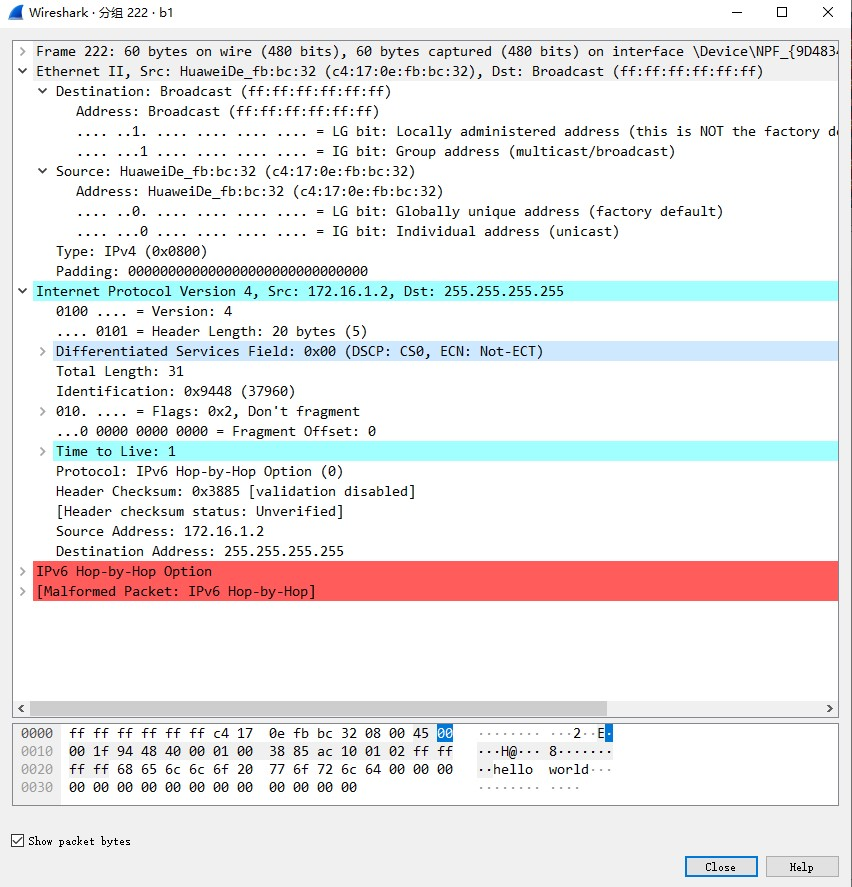 Wireshark · 分组 222 · b1
Frame 222: 60 bytes on wire (480 bits), 60 bytes captured (480 bits) on interface \Device\NPF_{9D4834
Ethernet II, Src: HuaweiDe_fb:bc:32 (c4:17:0e:fb:bc:32), Dst: Broadcast (ff:ff:ff:ff:ff:ff)
Destination: Broadcast (ff:ff:ff:ff:ff:ff)
Address: Broadcast (ff:ff:ff:ff:ff:ff)
.... ..1. .... .... .... .... = LG bit: Locally administered address (this is NOT the factory de
.... ...1 .... .... .... .... = IG bit: Group address (multicast/broadcast)
Source: HuaweiDe_fb:bc:32 (c4:17:0e:fb:bc:32)
Address: HuaweiDe_fb:bc:32 (c4:17:0e:fb:bc:32)
.... ..0. .... .... .... .... = LG bit: Globally unique address (factory default)
.... ...0 .... .... .... .... = IG bit: Individual address (unicast)
Type: IPv4 (0x0800)
Padding: 000000000000000000000000000000
Internet Protocol Version 4, Src: 172.16.1.2, Dst: 255.255.255.255
0100 .... = Version: 4
.... 0101 = Header Length: 20 bytes (5)
Differentiated Services Field: 0x00 (DSCP: CS0, ECN: Not-ECT)
Total Length: 31
Identification: 0x9448 (37960)
010. .... = Flags: 0x2, Don't fragment
...0 0000 0000 0000 = Fragment Offset: 0
Time to Live: 1
Protocol: IPv6 Hop-by-Hop Option (0)
Header Checksum: 0x3885 [validation disabled]
[Header checksum status: Unverified]
Source Address: 172.16.1.2
Destination Address: 255.255.255.255
IPv6 Hop-by-Hop Option
[Malformed Packet: IPv6 Hop-by-Hop]
0000 ff ff ff ff ff ff c4 17 0e fb bc 32 08 00 45 00 ········ ···2··E·
0010 00 1f 94 48 40 00 01 00 38 85 ac 10 01 02 ff ff ···H@··· 8·······
0020 ff ff 68 65 6c 6c 6f 20 77 6f 72 6c 64 00 00 00 ··hello world···
0030 00 00 00 00 00 00 00 00 00 00 00 00 ········ ····
Show packet bytes
Close Help